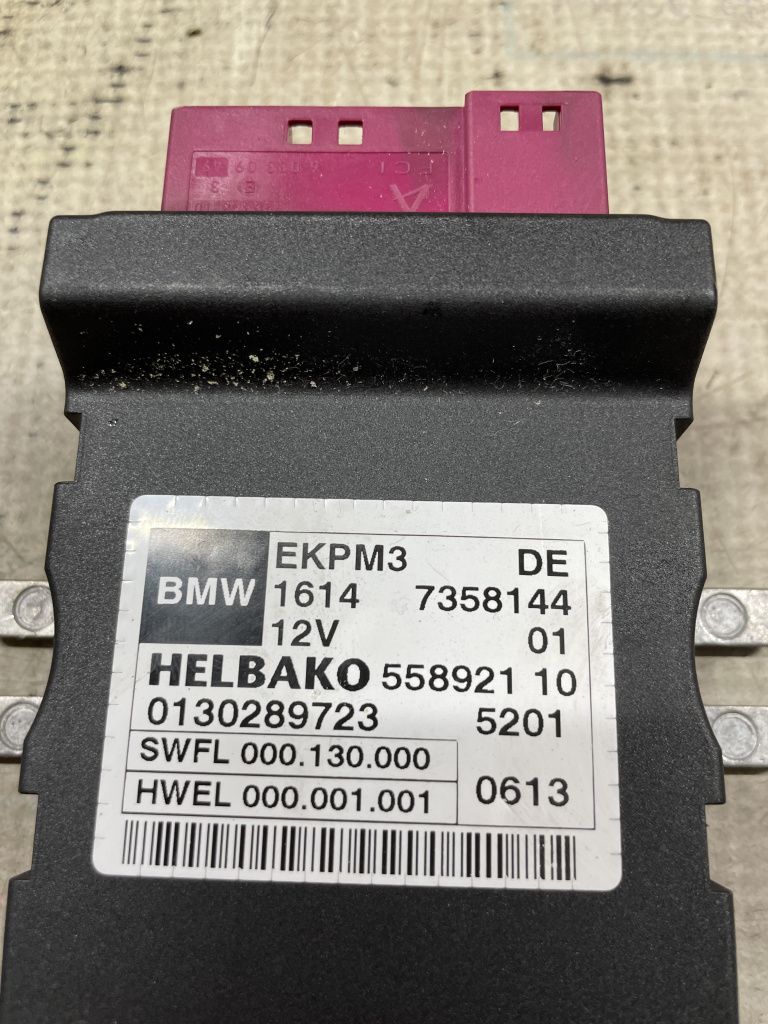 FCI
A
EKPM3 DE
BMW 1614 7358144
12V 01
HELBAKO 558921 10
0130289723 5201
SWFL 000.130.000
HWEL 000.001.001 0613